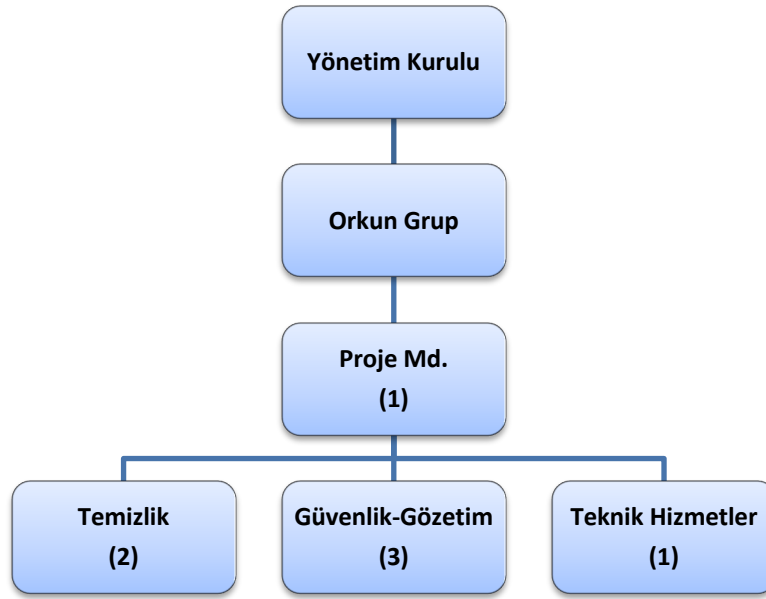 Yönetim Kurulu
Orkun Grup
Proje Md.
(1)
Temizlik
(2)
Güvenlik-Gözetim
(3)
Teknik Hizmetler
(1)